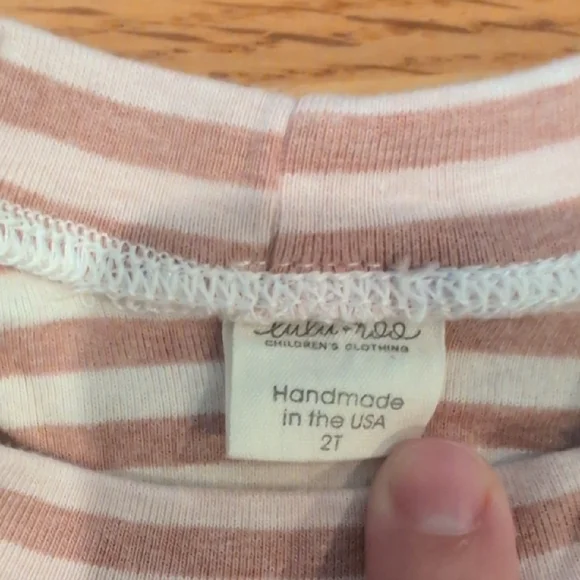 lulu + roo
CHILDREN'S CLOTHING
Handmade
in the USA
2T